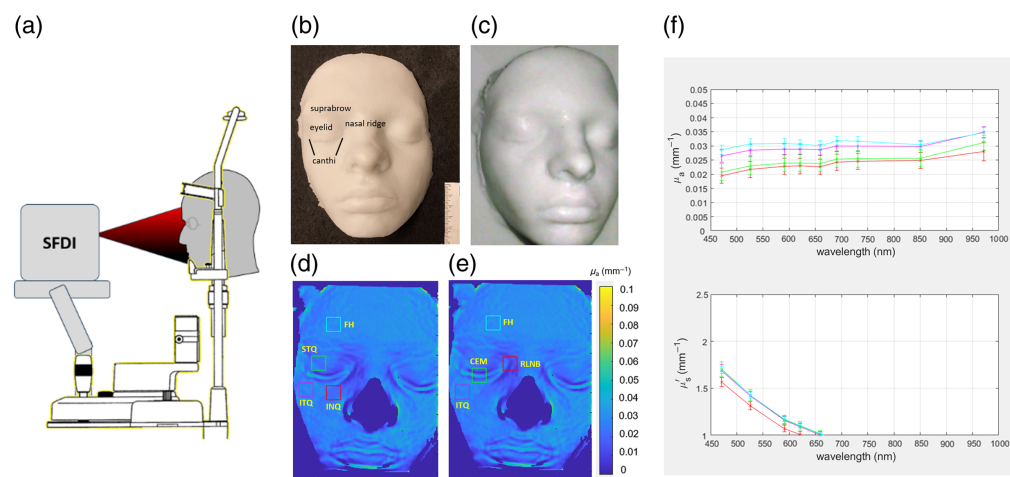 (a)
SFDI
(b)
suprabrow
eyelid
nasal ridge
canthi
(c)
(d)
FH
STQ
ITQ
INQ
(e)
FH
CEM
RLNB
ITQ
μa (mm⁻¹)
0.1
0.09
0.08
0.07
0.06
0.05
0.04
0.03
0.02
0.01
0
(f)
0.05
0.045
0.04
0.035
0.03
0.025
0.02
0.015
0.01
0.005
0
μa (mm⁻¹)
450 500 550 600 650 700 750 800 850 900 950 1000
wavelength (nm)
2.5
2
1.5
1
μ′s (mm⁻¹)
450 500 550 600 650 700 750 800 850 900 950 1000
wavelength (nm)